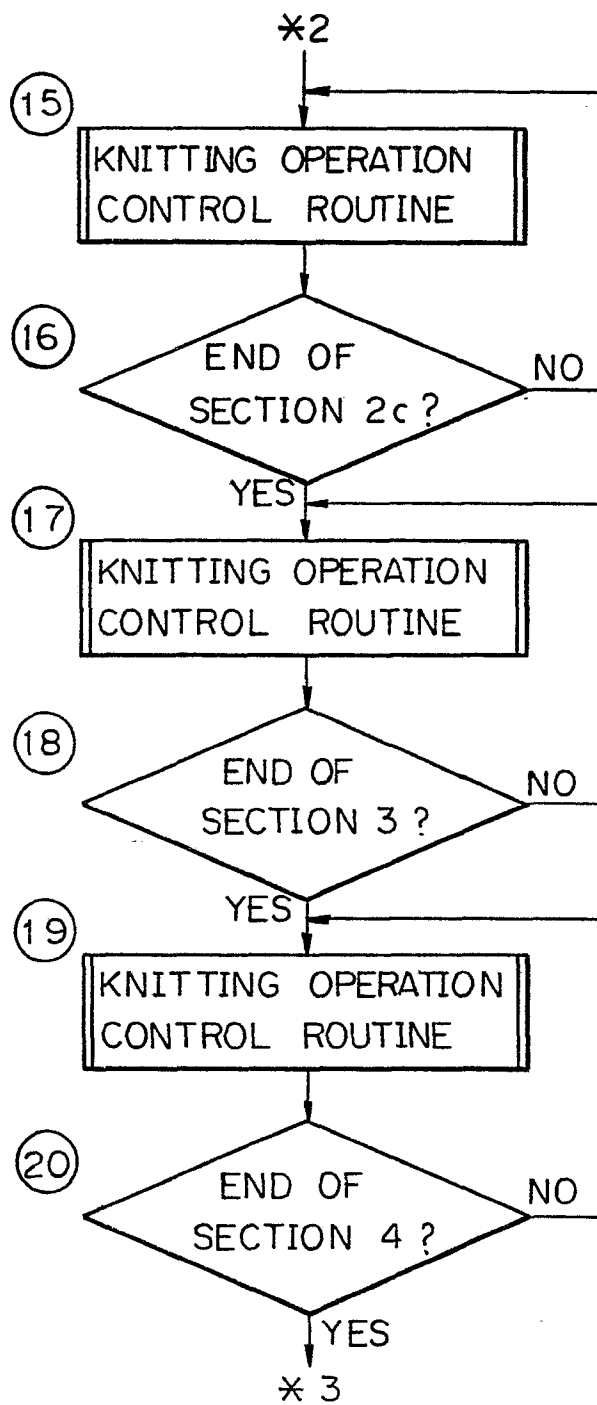 *2
15
KNITTING OPERATION
CONTROL ROUTINE
16
END OF
SECTION 2c ?
NO
YES
17
KNITTING OPERATION
CONTROL ROUTINE
18
END OF
SECTION 3 ?
NO
YES
19
KNITTING OPERATION
CONTROL ROUTINE
20
END OF
SECTION 4 ?
NO
YES
*3